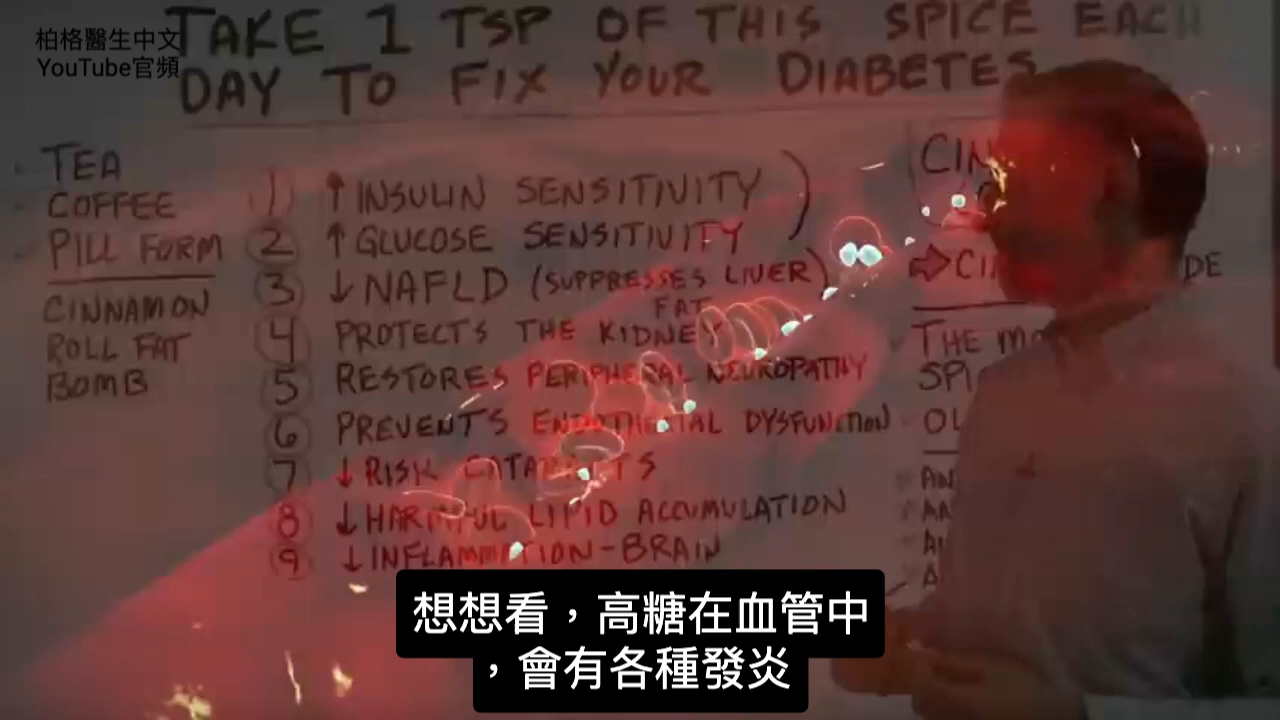 柏格醫生中文
YouTube官頻
TAKE 1 TSP OF THIS SPICE EACH
DAY TO FIX YOUR DIABETES
TEA
COFFEE
PILL FORM
CINNAMON
ROLL FAT
BOMB
1 ↑ INSULIN SENSITIVITY
2 ↑ GLUCOSE SENSITIVITY
3 ↓ NAFLD (SUPPRESSES LIVER
FAT)
4 PROTECTS THE KIDNEY
5 RESTORES PERIPHERAL NEUROPATHY
6 PREVENTS ENDOTHELIAL DYSFUNCTION
7 ↓ RISK CATARACTS
8 ↓ HARMFUL LIPID ACCUMULATION
9 ↓ INFLAMMATION-BRAIN
THE
想想看，高糖在血管中
，會有各種發炎